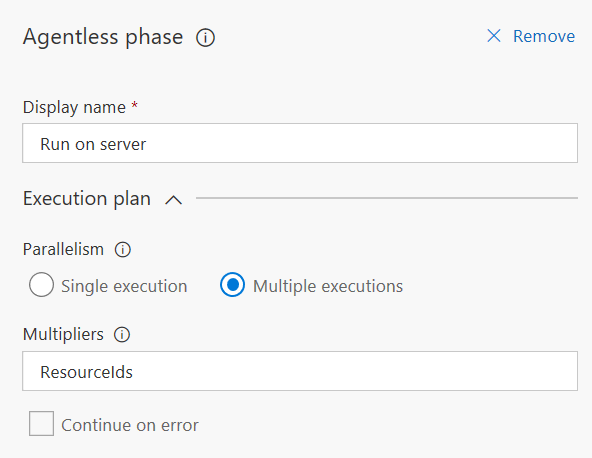 Agentless phase
Remove
Display name *
Run on server
Execution plan
Parallelism
Single execution
Multiple executions
Multipliers
ResourceIds
Continue on error